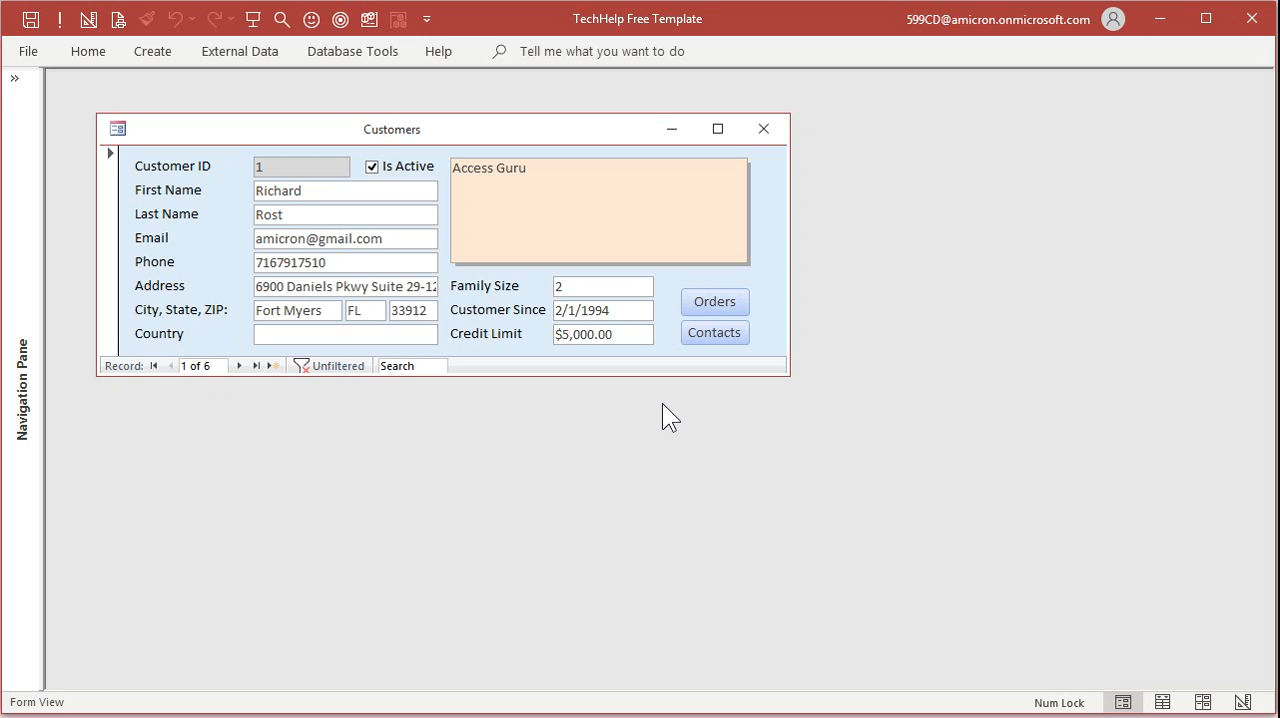 TechHelp Free Template
599CD@amicron.onmicrosoft.com
File Home Create External Data Database Tools Help Tell me what you want to do
Navigation Pane
Customers
Customer ID 1 Is Active
First Name Richard
Last Name Rost
Email amicron@gmail.com
Phone 7167917510
Address 6900 Daniels Pkwy Suite 29-12
City, State, ZIP: Fort Myers FL 33912
Country
Access Guru
Family Size 2
Customer Since 2/1/1994
Credit Limit $5,000.00
Orders
Contacts
Record: 1 of 6 Unfiltered Search
Form View
Num Lock